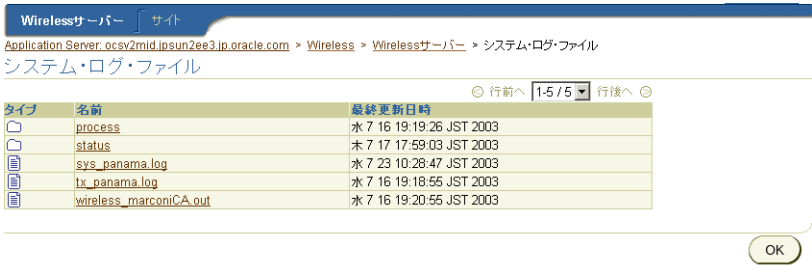 Wirelessサーバー サイト
Application Server: ocsv2mid.jpsun2ee3.jp.oracle.com > Wireless > Wirelessサーバー > システム・ログ・ファイル
システム・ログ・ファイル
行前へ 1-5 / 5 行後へ
タイプ 名前 最終更新日時
process 水 7 16 19:19:26 JST 2003
status 木 7 17 17:59:03 JST 2003
sys_panama.log 水 7 23 10:28:47 JST 2003
tx_panama.log 水 7 16 19:18:55 JST 2003
wireless_marconiCA.out 水 7 16 19:20:55 JST 2003
OK